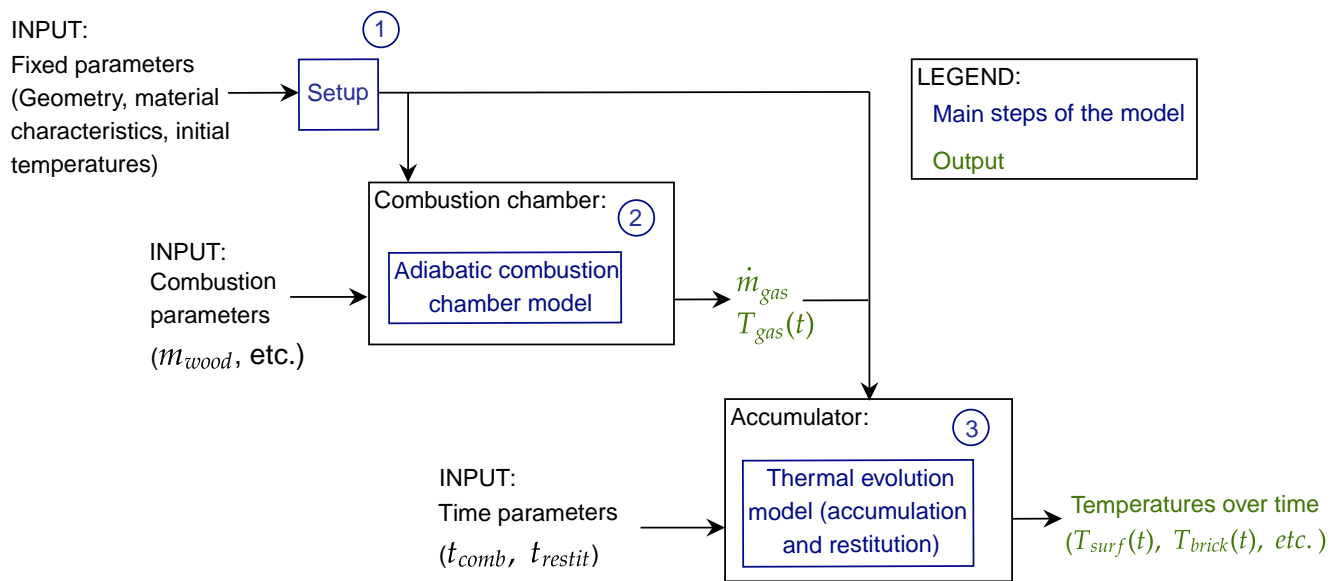 INPUT:
Fixed parameters
(Geometry, material
characteristics, initial
temperatures)
1
Setup
LEGEND:
Main steps of the model
Output
Combustion chamber:
2
Adiabatic combustion
chamber model
INPUT:
Combustion
parameters
(m_wood, etc.)
ṁ_gas
T_gas(t)
Accumulator:
3
Thermal evolution
model (accumulation
and restitution)
INPUT:
Time parameters
(t_comb, t_restit)
Temperatures over time
(T_surf(t), T_brick(t), etc.)